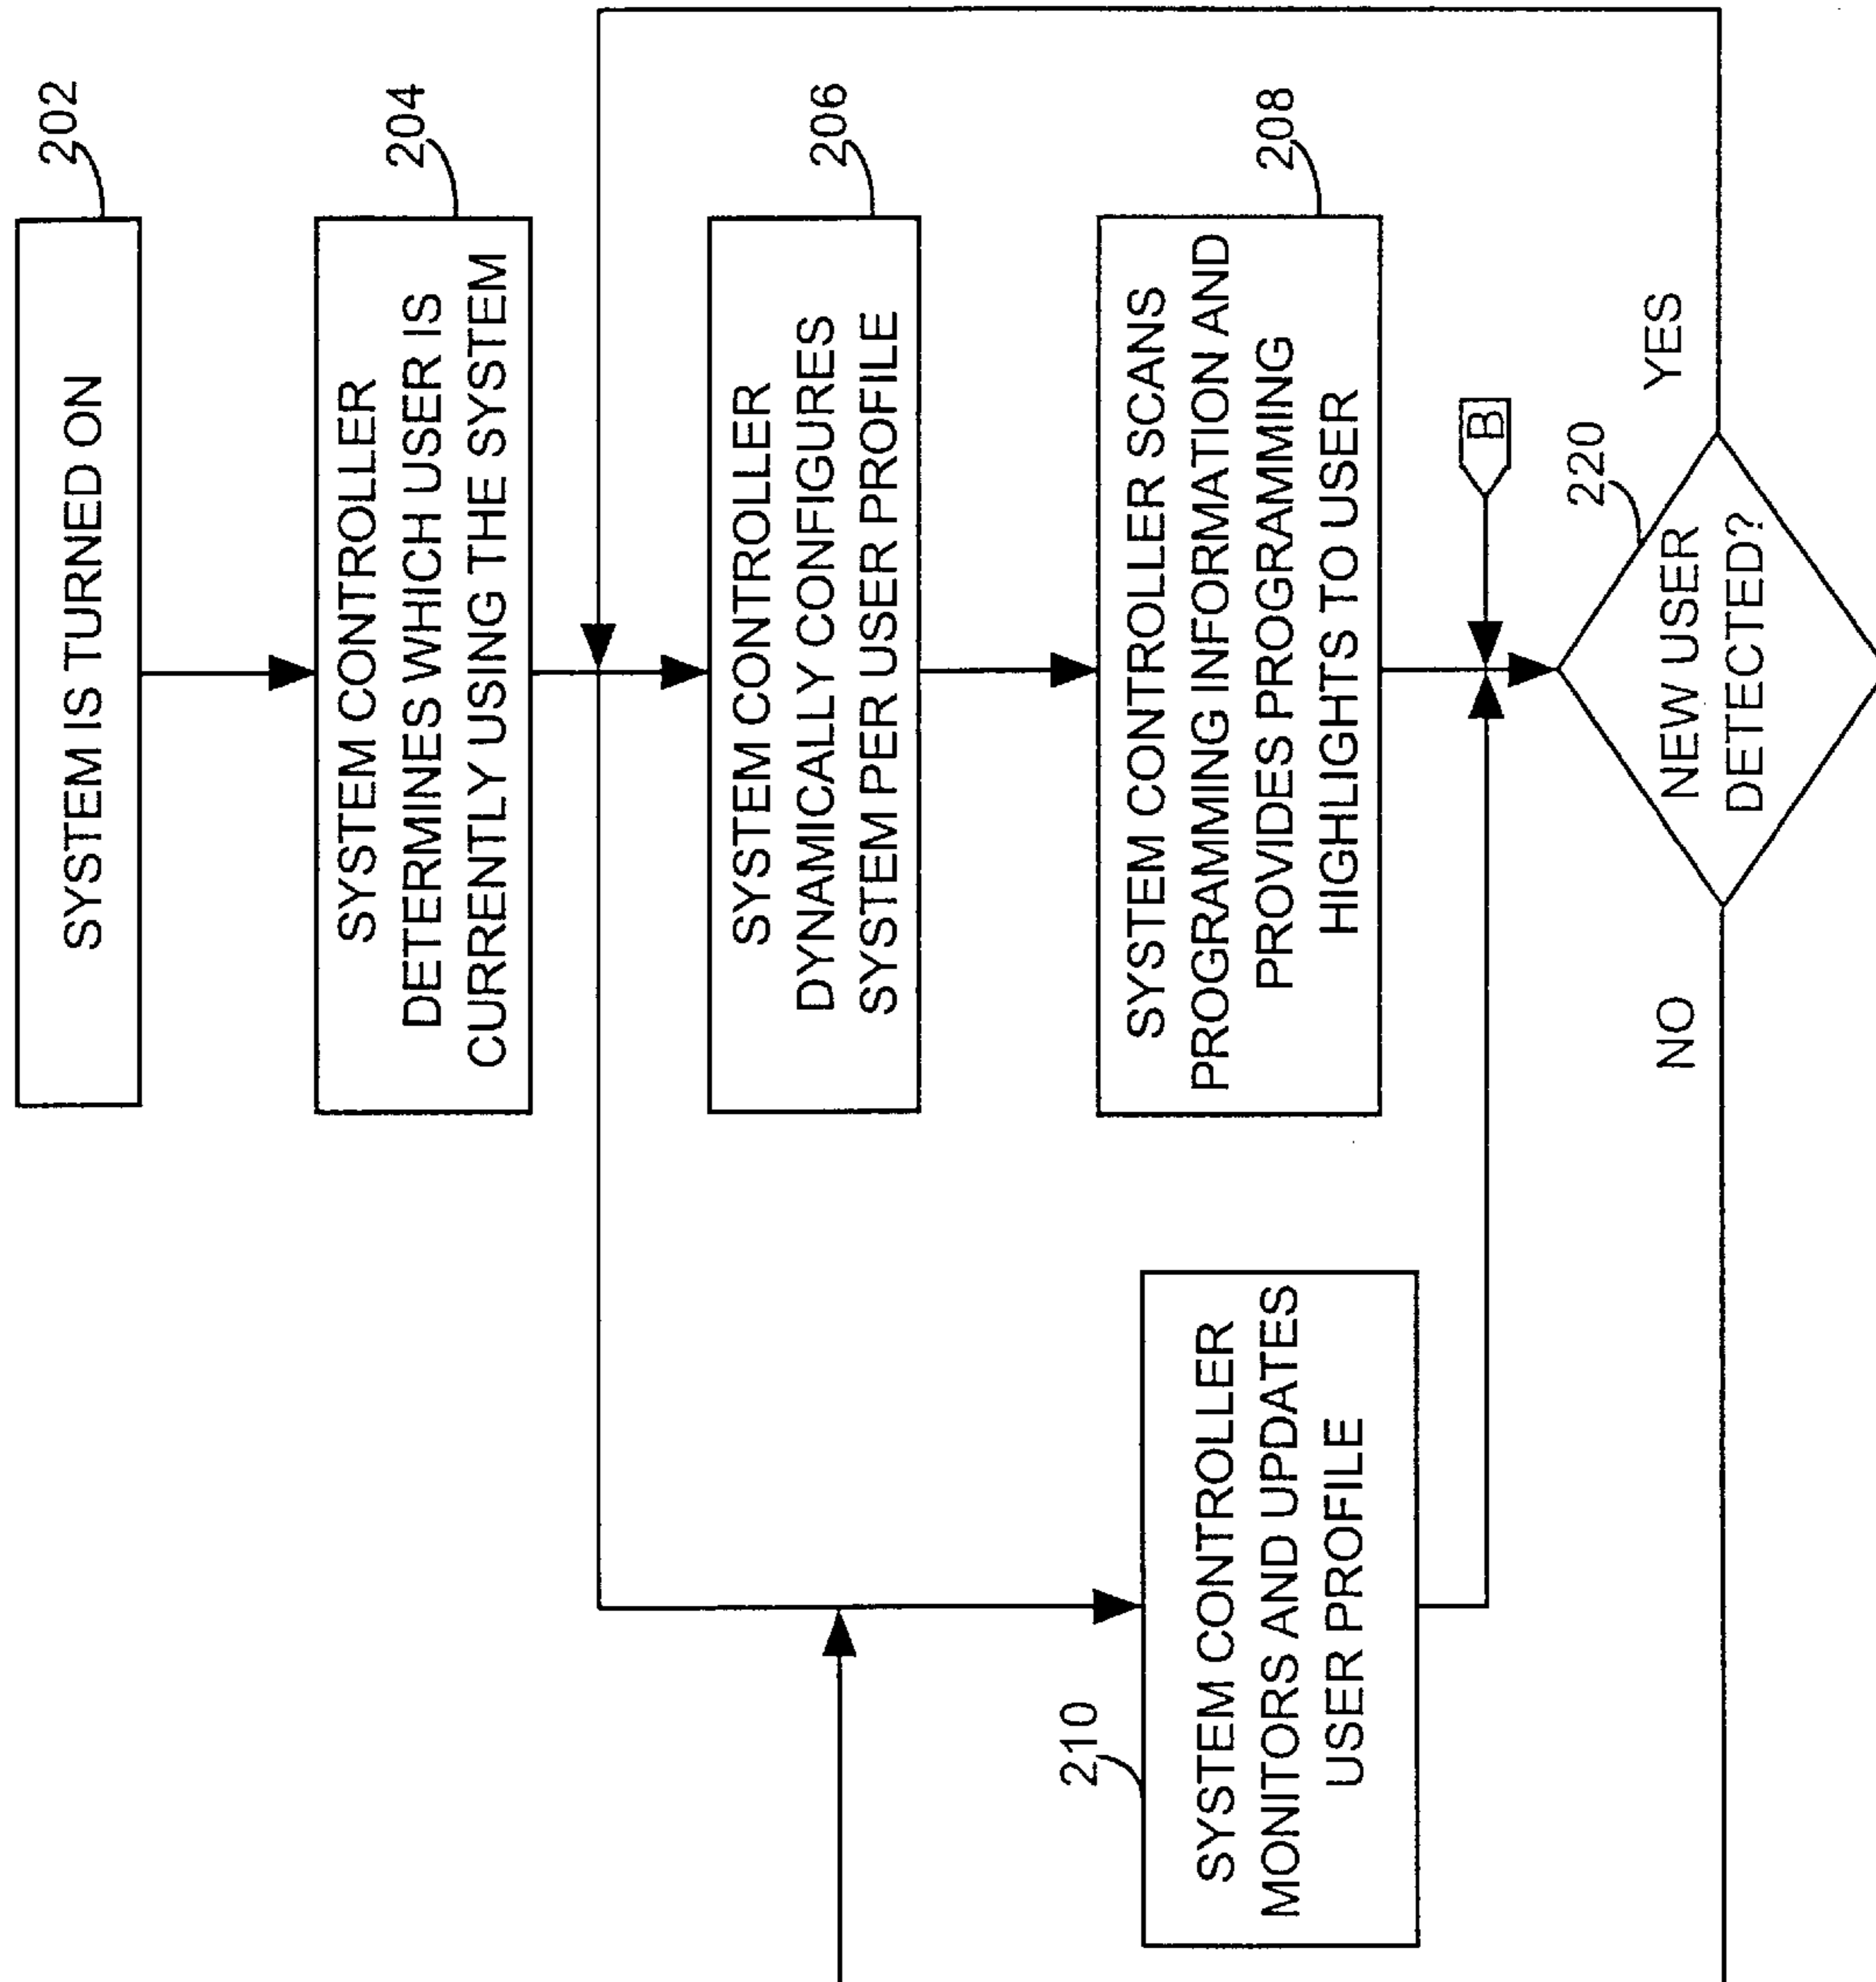 202
SYSTEM IS TURNED ON
204
SYSTEM CONTROLLER
DETERMINES WHICH USER IS
CURRENTLY USING THE SYSTEM
206
SYSTEM CONTROLLER
DYNAMICALLY CONFIGURES
SYSTEM PER USER PROFILE
208
SYSTEM CONTROLLER SCANS
PROGRAMMING INFORMATION AND
PROVIDES PROGRAMMING
HIGHLIGHTS TO USER
210
SYSTEM CONTROLLER
MONITORS AND UPDATES
USER PROFILE
B
220
NEW USER
DETECTED?
YES
NO